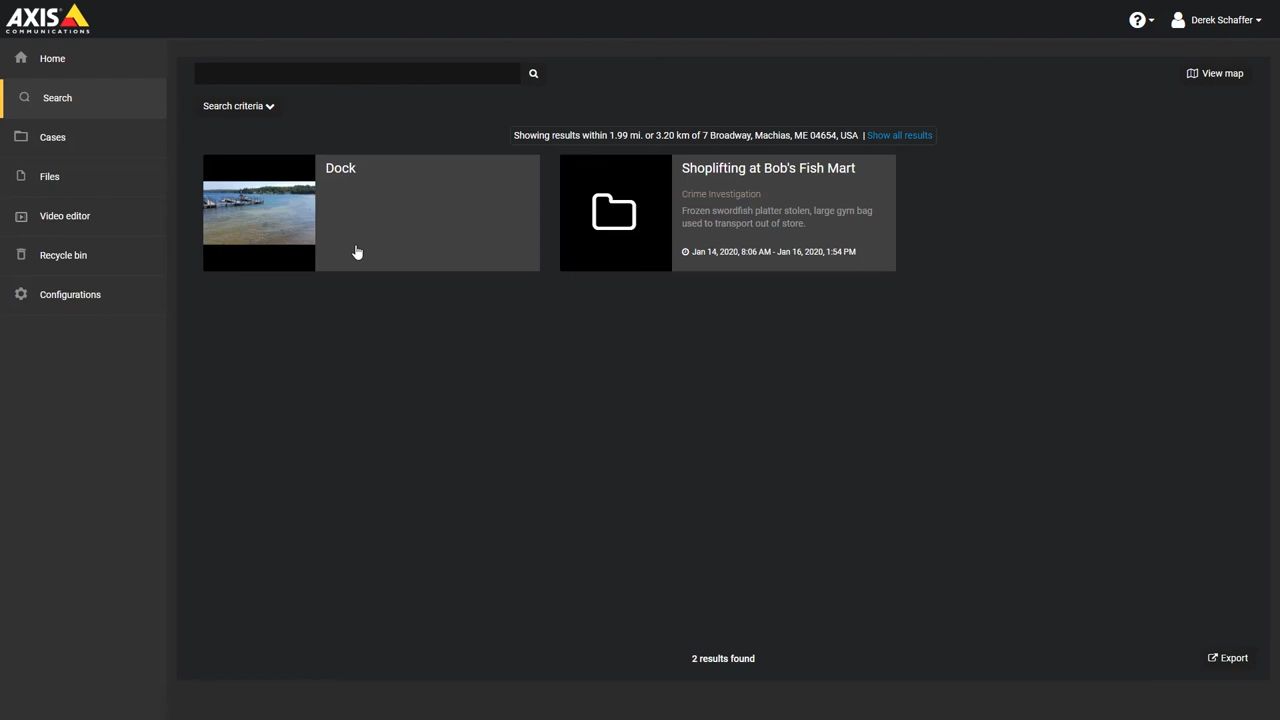 AXIS
COMMUNICATIONS
? Derek Schaffer
Home
Search
Cases
Files
Video editor
Recycle bin
Configurations
View map
Search criteria
Showing results within 1.99 mi. or 3.20 km of 7 Broadway, Machias, ME 04654, USA | Show all results
Dock
Shoplifting at Bob's Fish Mart
Crime Investigation
Frozen swordfish platter stolen, large gym bag
used to transport out of store.
Jan 14, 2020, 8:06 AM - Jan 16, 2020, 1:54 PM
2 results found
Export